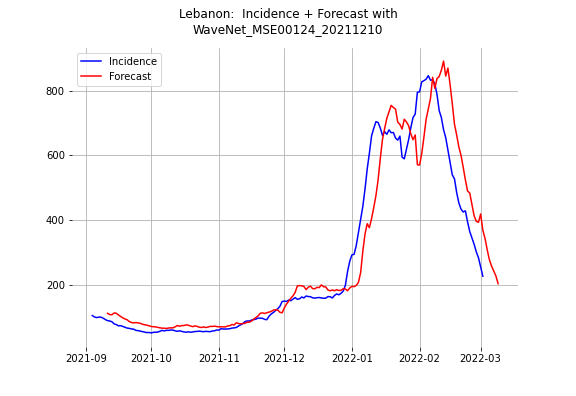 Lebanon:  Incidence + Forecast with
WaveNet_MSE00124_20211210
Incidence
Forecast
800
600
400
200
2021-09 2021-10 2021-11 2021-12 2022-01 2022-02 2022-03